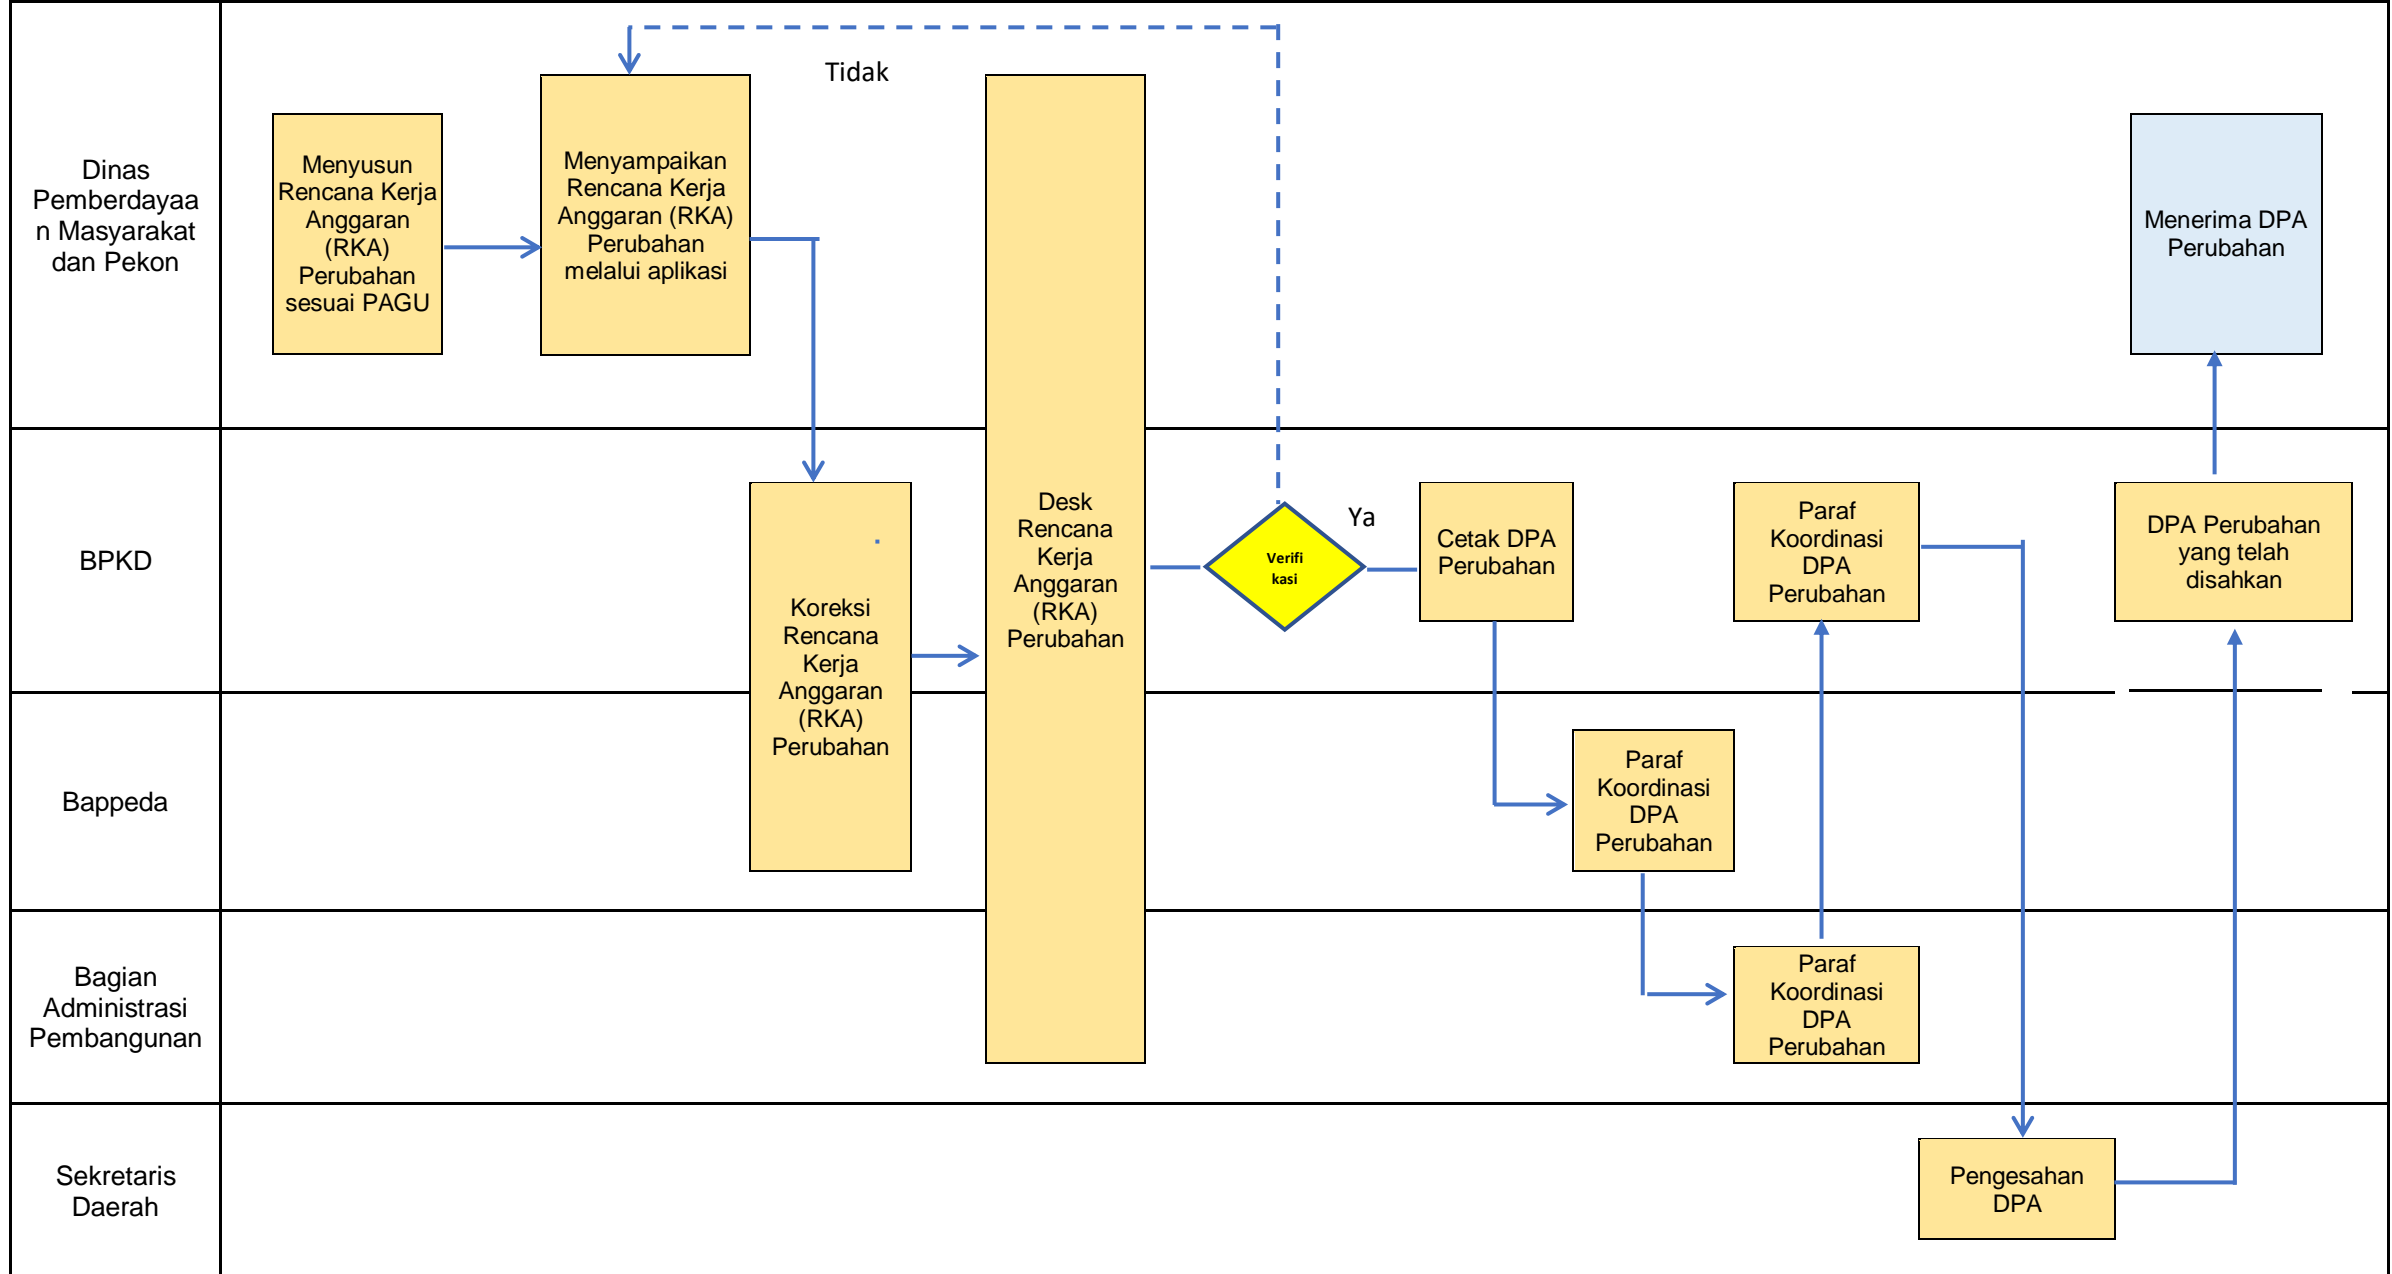 Tidak
Dinas
Pemberdayaa
n Masyarakat
dan Pekon
Menyusun
Rencana Kerja
Anggaran
(RKA)
Perubahan
sesuai PAGU
Menyampaikan
Rencana Kerja
Anggaran (RKA)
Perubahan
melalui aplikasi
Menerima DPA
Perubahan
BPKD
Koreksi
Rencana
Kerja
Anggaran
(RKA)
Perubahan
Desk
Rencana
Kerja
Anggaran
(RKA)
Perubahan
Verifi
kasi
Ya
Cetak DPA
Perubahan
Paraf
Koordinasi
DPA
Perubahan
DPA Perubahan
yang telah
disahkan
Bappeda
Paraf
Koordinasi
DPA
Perubahan
Bagian
Administrasi
Pembangunan
Paraf
Koordinasi
DPA
Perubahan
Sekretaris
Daerah
Pengesahan
DPA